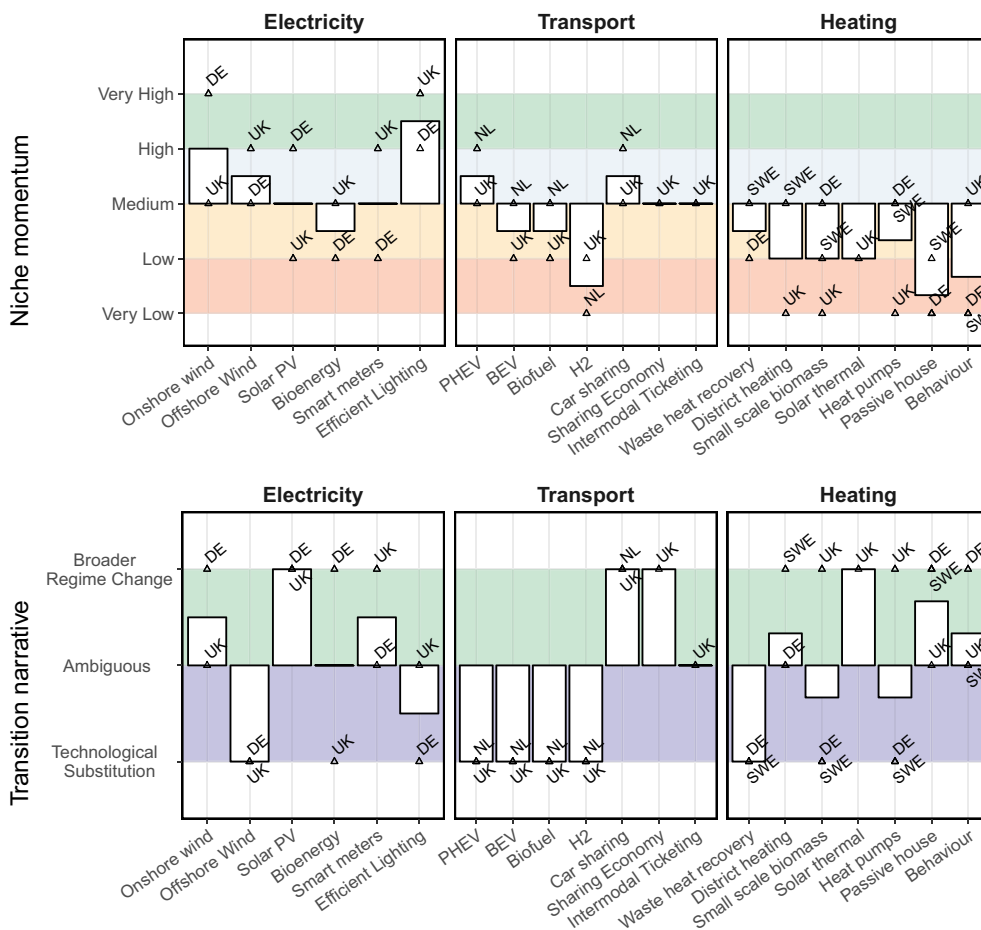 Electricity
Transport
Heating
Niche momentum
Very High
High
Medium
Low
Very Low
DE
UK
UK
DE
DE
UK
UK
DE
UK
DE
UK
DE
NL
UK
NL
UK
NL
UK
UK
NL
NL
UK
UK
UK
SWE
DE
SWE
UK
DE
SWE
UK
UK
DE
SWE
UK
SWE
DE
UK
DE
SW
Onshore wind
Offshore Wind
Solar PV
Bioenergy
Smart meters
Efficient Lighting
PHEV
BEV
Biofuel
H2
Car sharing
Sharing Economy
Intermodal Ticketing
Waste heat recovery
District heating
Small scale biomass
Solar thermal
Heat pumps
Passive house
Behaviour
Electricity
Transport
Heating
Transition narrative
Broader
Regime Change
Ambiguous
Technological
Substitution
DE
UK
DE
UK
DE
UK
DE
UK
UK
DE
UK
DE
NL
UK
NL
UK
NL
UK
NL
UK
NL
UK
UK
UK
DE
SWE
SWE
DE
UK
DE
SWE
UK
UK
DE
SWE
DE
SWE
UK
DE
UK
SWE
Onshore wind
Offshore Wind
Solar PV
Bioenergy
Smart meters
Efficient Lighting
PHEV
BEV
Biofuel
H2
Car sharing
Sharing Economy
Intermodal Ticketing
Waste heat recovery
District heating
Small scale biomass
Solar thermal
Heat pumps
Passive house
Behaviour